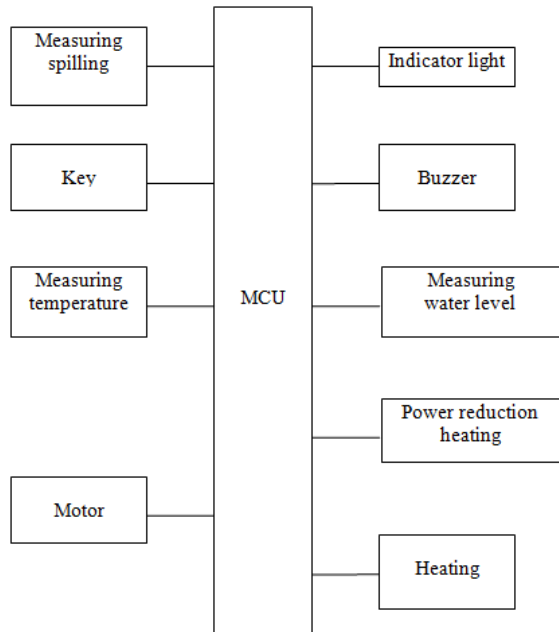 Measuring
spilling
Key
Measuring
temperature
Motor
MCU
Indicator light
Buzzer
Measuring
water level
Power reduction
heating
Heating